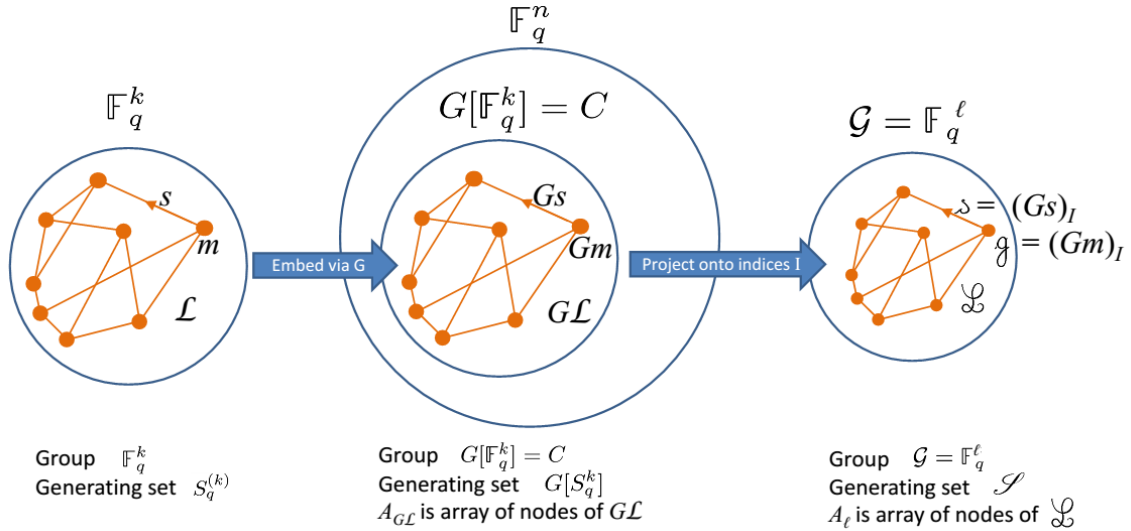 𝔽_q^n
𝔽_q^k
G[𝔽_q^k] = C
𝒢 = 𝔽_q^ℓ
s
m
ℒ
Gs
Gm
Gℒ
𝓈 = (Gs)_I
ℊ = (Gm)_I
𝔏
Embed via G
Project onto indices I
Group 𝔽_q^k
Generating set S_q^{(k)}
Group G[𝔽_q^k] = C
Generating set G[S_q^k]
A_{Gℒ} is array of nodes of Gℒ
Group 𝒢 = 𝔽_q^ℓ
Generating set 𝒮
A_ℓ is array of nodes of 𝔏